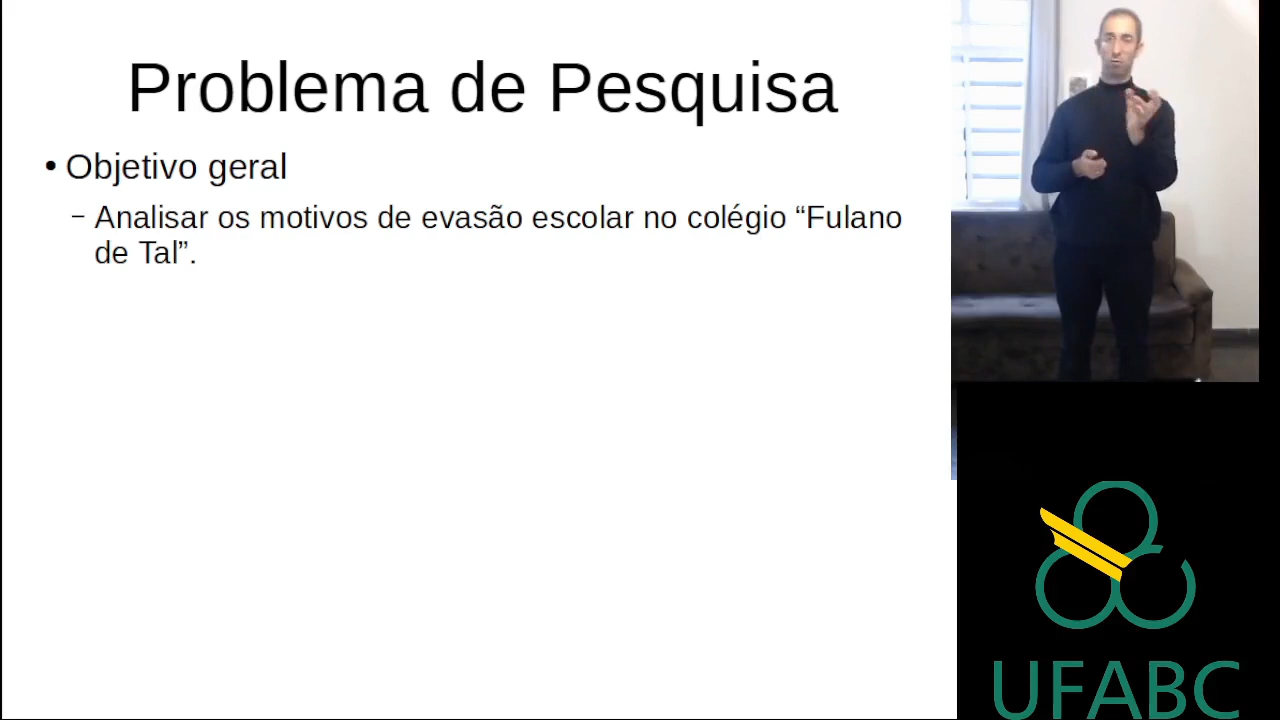 Problema de Pesquisa
• Objetivo geral
– Analisar os motivos de evasão escolar no colégio “Fulano
de Tal”.
UFABC